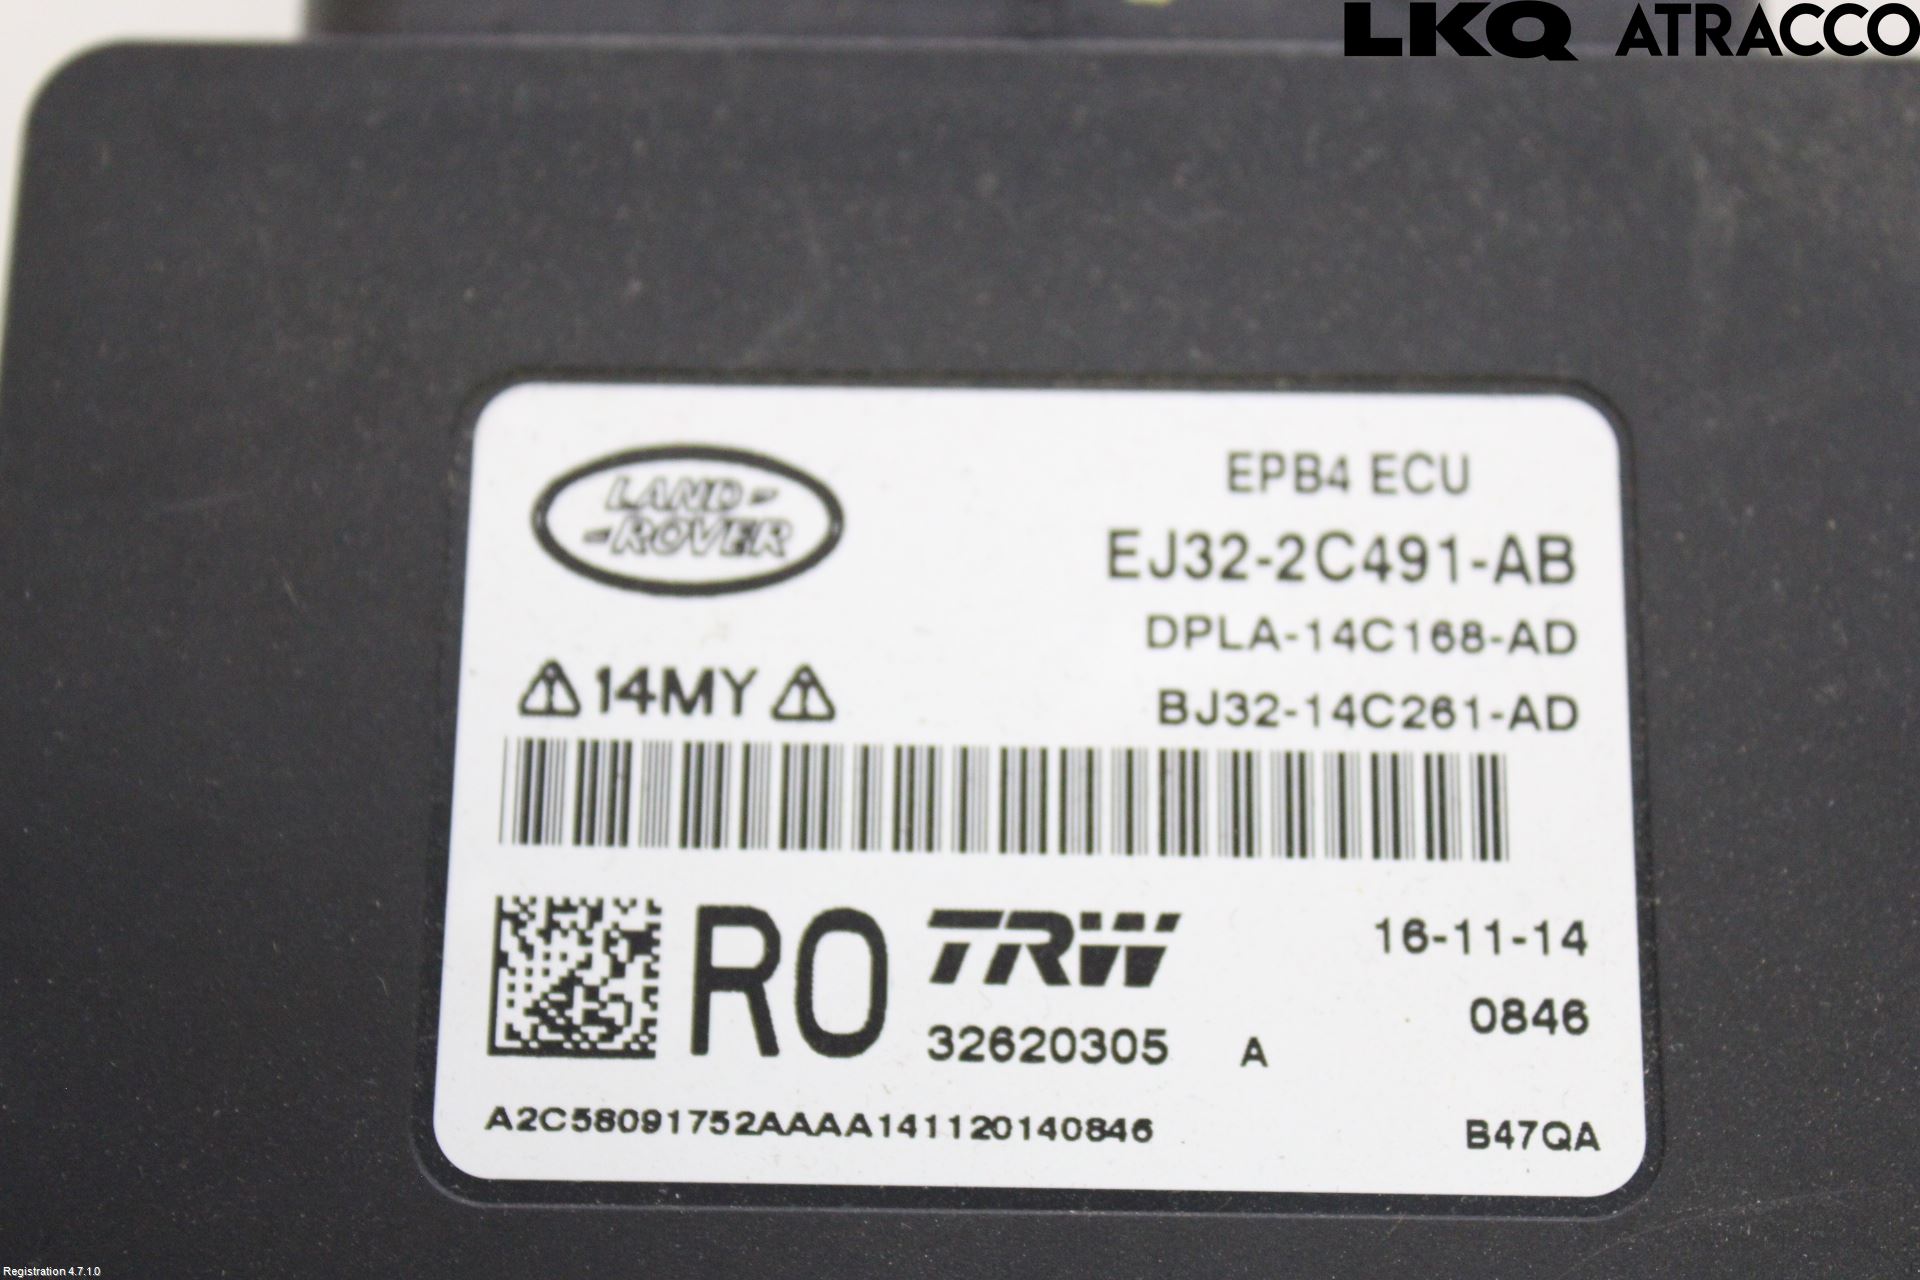 LKQ ATRACCO
LAND-
-ROVER
EPB4 ECU
EJ32-2C491-AB
DPLA-14C168-AD
14MY
BJ32-14C261-AD
RO
TRW
16-11-14
0846
32620305 A
A2C58091752AAAA141120140846
B47QA
Registration 4.7.1.0